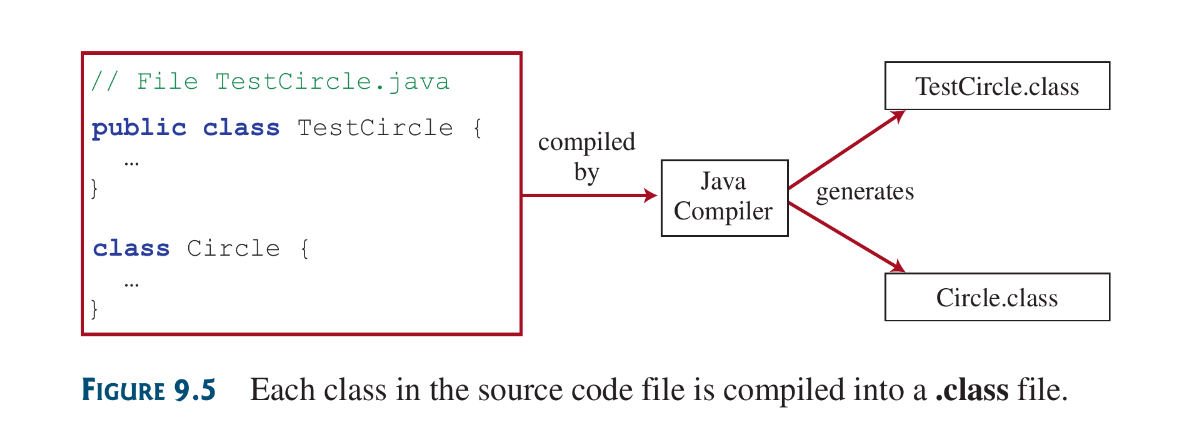 // File TestCircle.java
public class TestCircle {
…
}
class Circle {
…
}
compiled
by
Java
Compiler
generates
TestCircle.class
Circle.class
FIGURE 9.5 Each class in the source code file is compiled into a .class file.